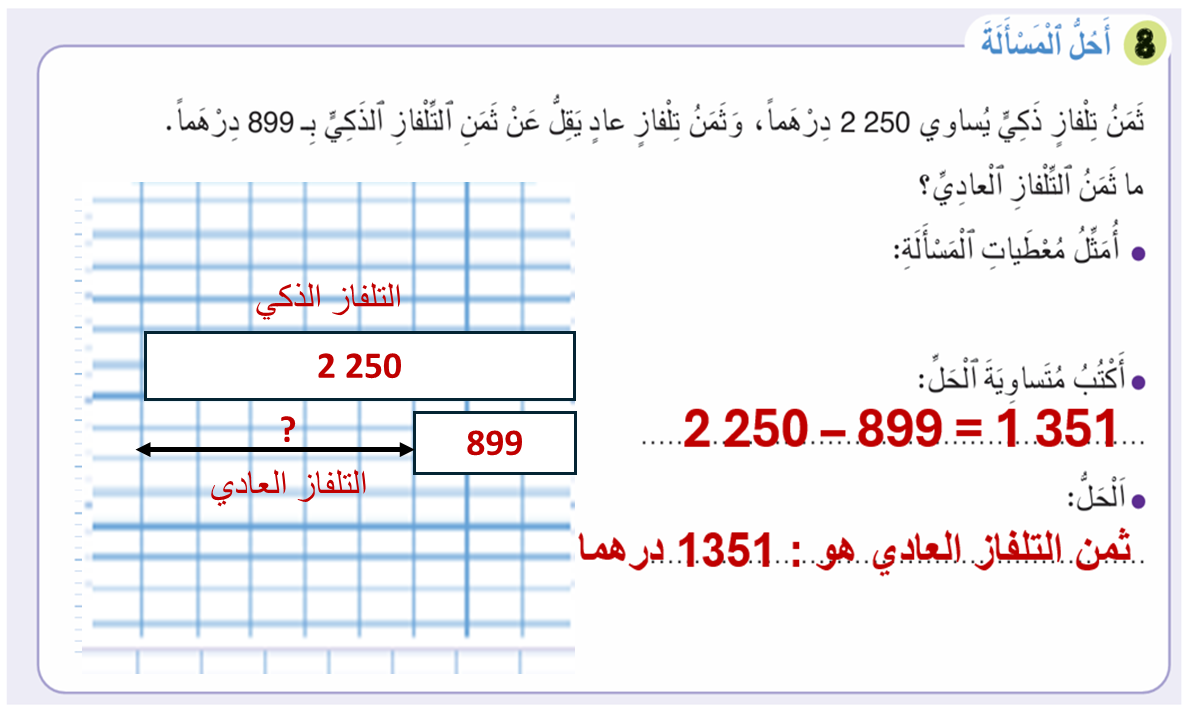 8 أَحُلُّ ٱلْمَسْأَلَةَ
ثَمَنُ تِلْفازٍ ذَكِيٍّ يُساوي 250 2 دِرْهَماً، وَثَمَنُ تِلْفازٍ عادٍ يَقِلُّ عَنْ ثَمَنِ ٱلتِّلْفازِ ٱلذَكِيِّ بِـ 899 دِرْهَماً.
ما ثَمَنُ ٱلتِّلْفازِ ٱلْعادِيِّ؟
• أُمَثِّلُ مُعْطَياتِ ٱلْمَسْأَلَةِ:
التلفاز الذكي
2 250
?
899
التلفاز العادي
• أَكْتُبُ مُتَساوِيَةَ ٱلْحَلِّ:
2 250 – 899 = 1 351
• اَلْحَلُّ:
ثمن التلفاز العادي هو : 1351 درهما